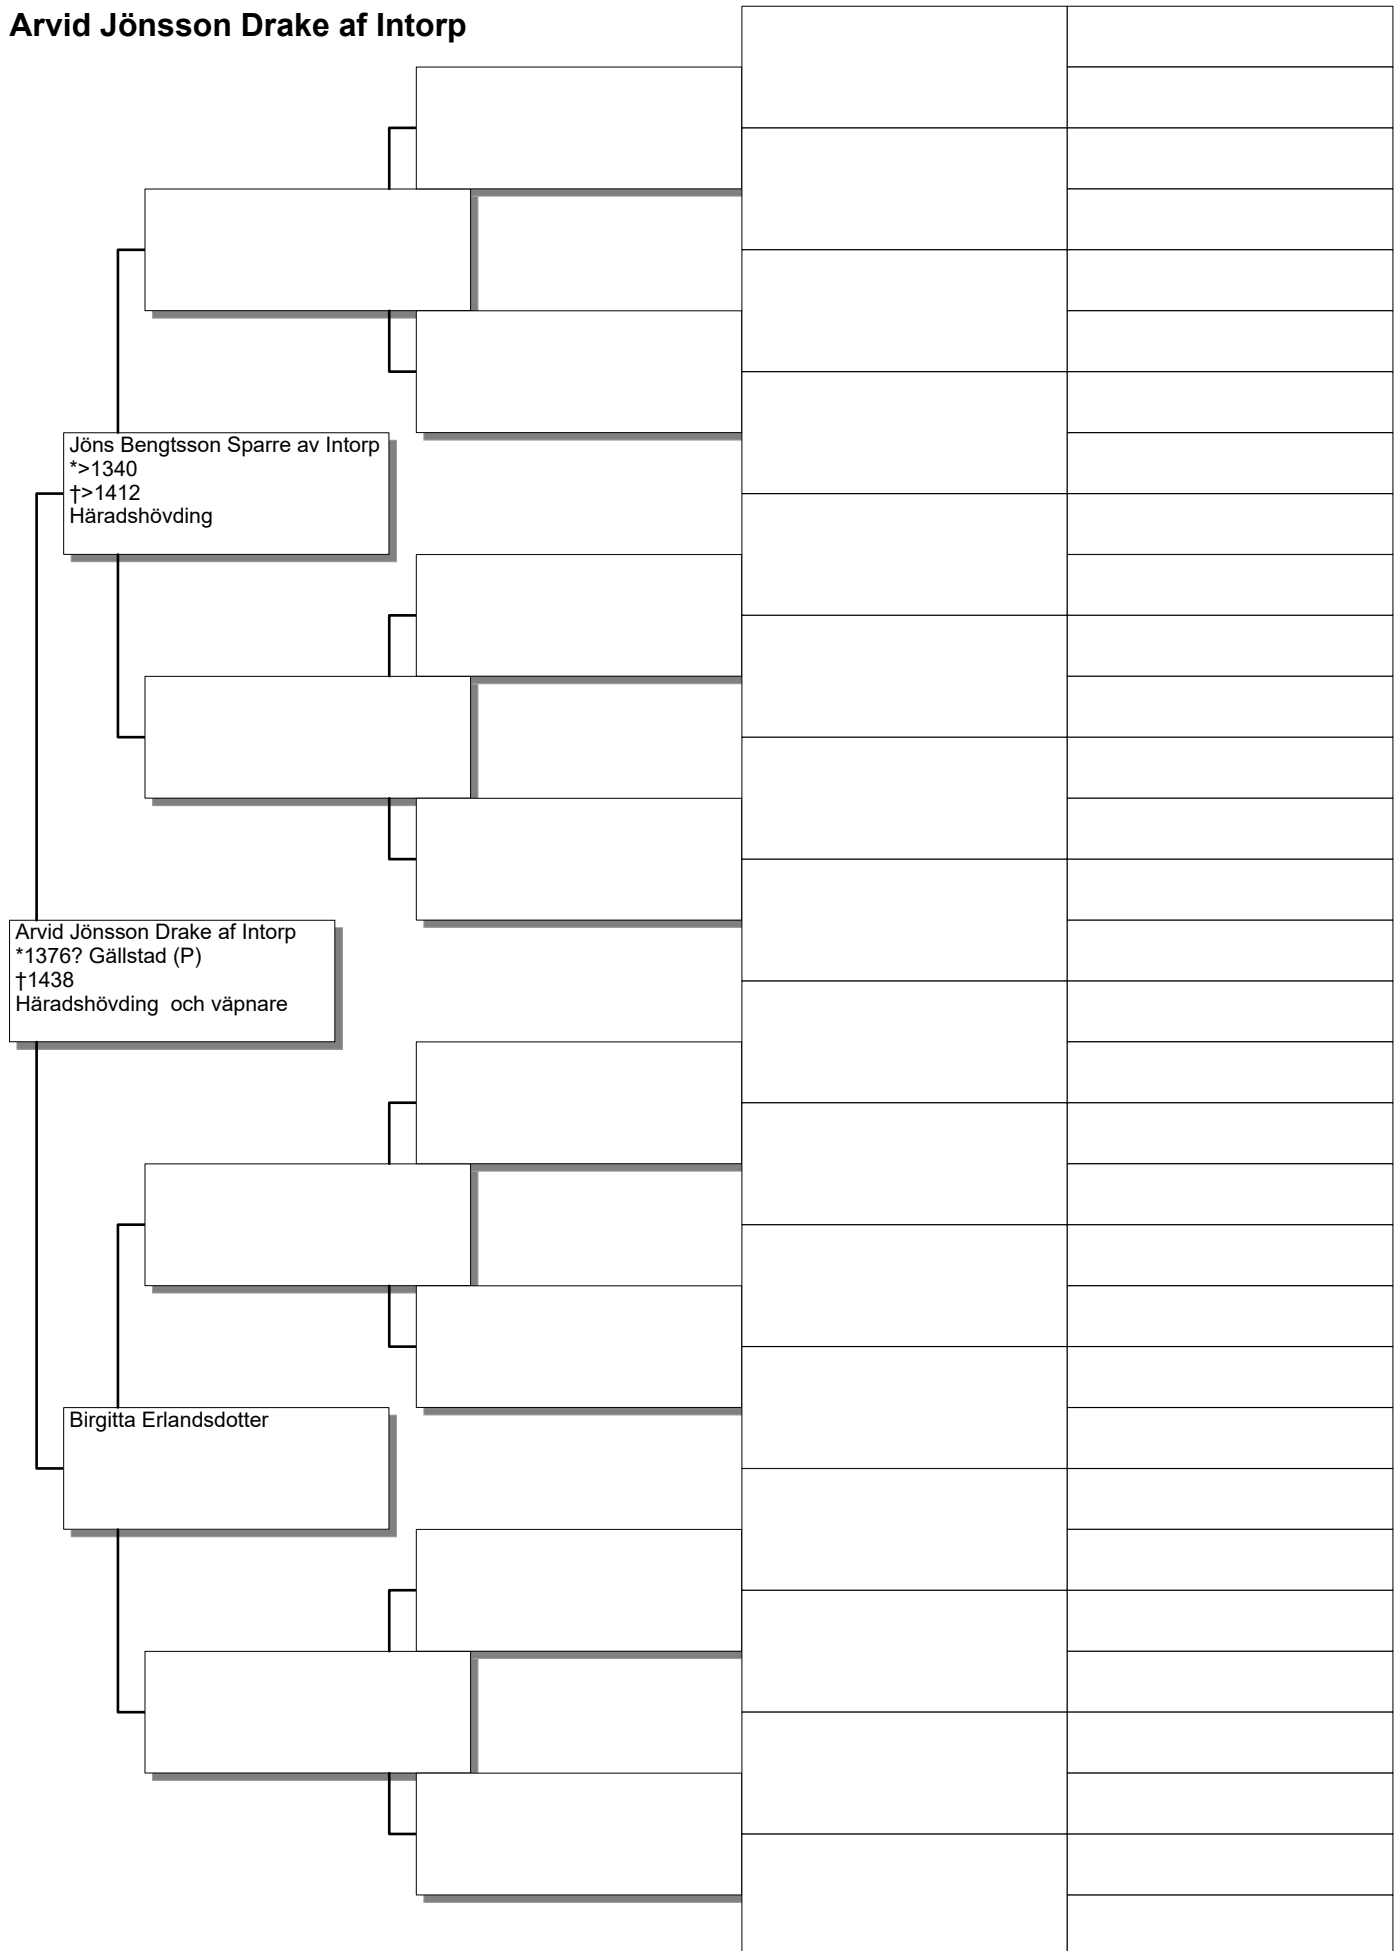 Arvid Jönsson Drake af Intorp
Jöns Bengtsson Sparre av Intorp
*>1340
†>1412
Häradshövding
Arvid Jönsson Drake af Intorp
*1376? Gällstad (P)
†1438
Häradshövding  och väpnare
Birgitta Erlandsdotter